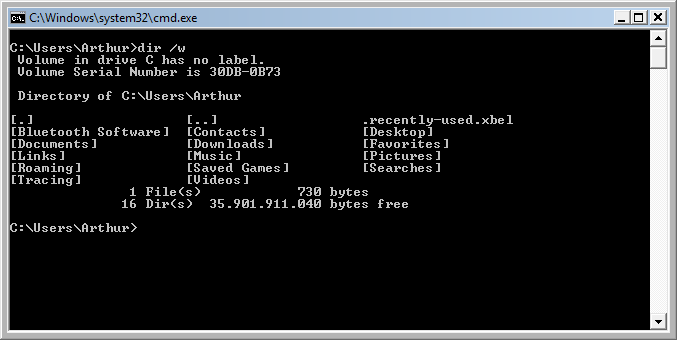 C:\Windows\system32\cmd.exe
C:\Users\Arthur>dir /w
Volume in drive C has no label.
Volume Serial Number is 30DB-0B73
Directory of C:\Users\Arthur
[.] [..] .recently-used.xbel
[Bluetooth Software] [Contacts] [Desktop]
[Documents] [Downloads] [Favorites]
[Links] [Music] [Pictures]
[Roaming] [Saved Games] [Searches]
[Tracing] [Videos]
1 File(s) 730 bytes
16 Dir(s) 35.901.911.040 bytes free
C:\Users\Arthur>